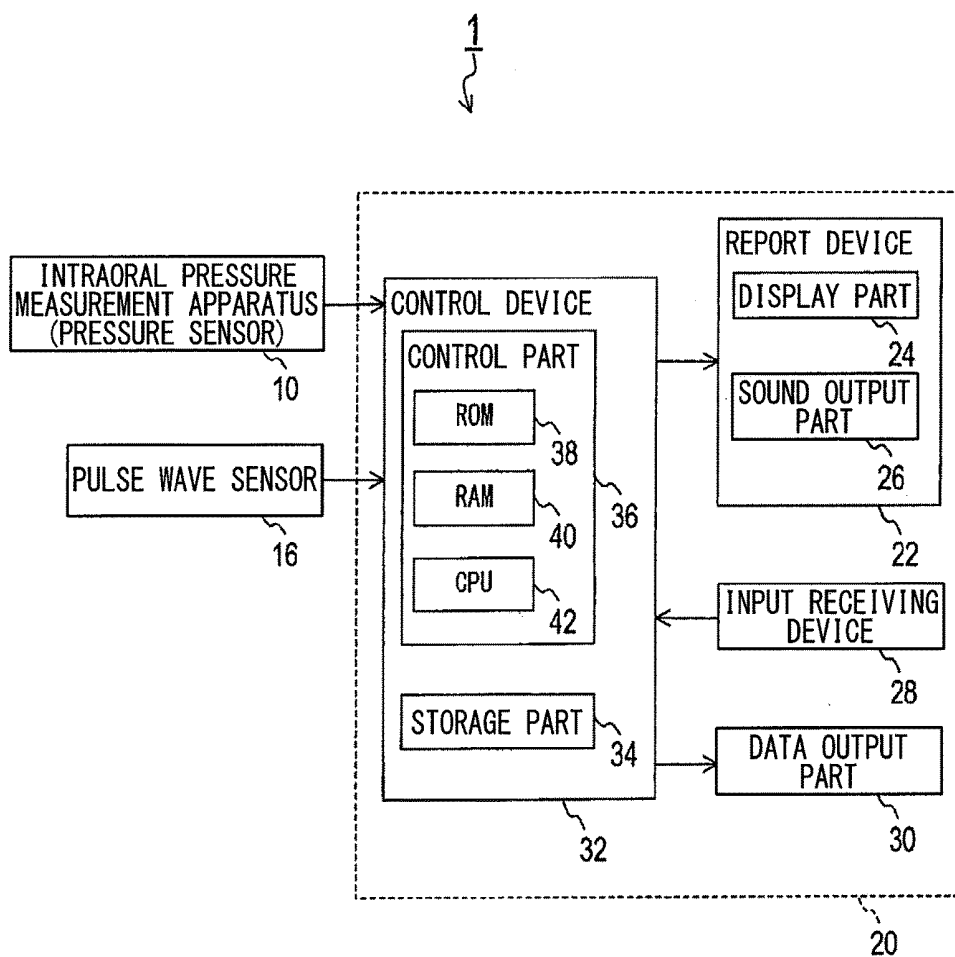 1
INTRAORAL PRESSURE
MEASUREMENT APPARATUS
(PRESSURE SENSOR)
10
PULSE WAVE SENSOR
16
CONTROL DEVICE
CONTROL PART
ROM
38
RAM
40
CPU
42
36
STORAGE PART
34
32
REPORT DEVICE
DISPLAY PART
24
SOUND OUTPUT
PART
26
22
INPUT RECEIVING
DEVICE
28
DATA OUTPUT
PART
30
20